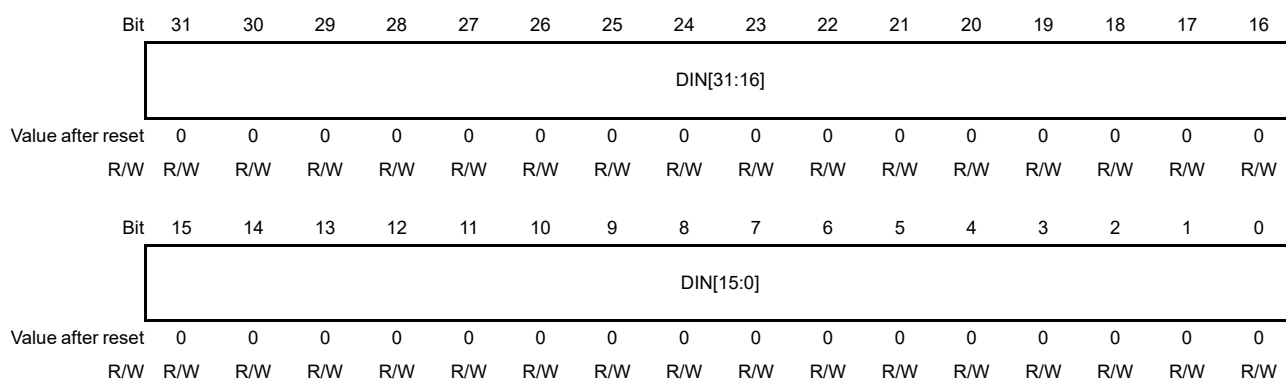 Bit 31 30 29 28 27 26 25 24 23 22 21 20 19 18 17 16
DIN[31:16]
Value after reset 0 0 0 0 0 0 0 0 0 0 0 0 0 0 0 0
R/W R/W R/W R/W R/W R/W R/W R/W R/W R/W R/W R/W R/W R/W R/W R/W R/W
Bit 15 14 13 12 11 10 9 8 7 6 5 4 3 2 1 0
DIN[15:0]
Value after reset 0 0 0 0 0 0 0 0 0 0 0 0 0 0 0 0
R/W R/W R/W R/W R/W R/W R/W R/W R/W R/W R/W R/W R/W R/W R/W R/W R/W